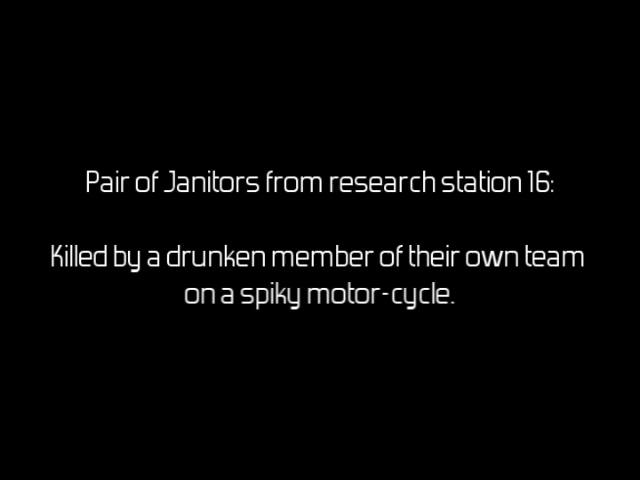 Pair of Janitors from research station 16:
Killed by a drunken member of their own team
on a spiky motor-cycle.